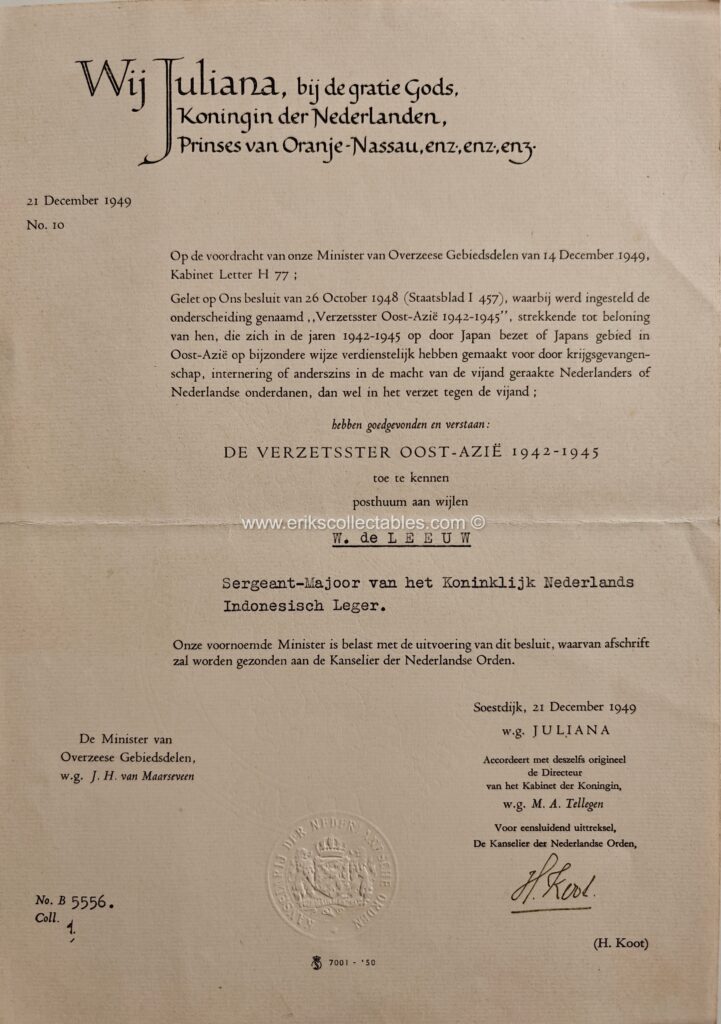 Wij Juliana, bij de gratie Gods,
Koningin der Nederlanden,
Prinses van Oranje-Nassau, enz., enz., enz.
21 December 1949
No. 10
Op de voordracht van onze Minister van Overzeese Gebiedsdelen van 14 December 1949,
Kabinet Letter H 77 ;
Gelet op Ons besluit van 26 October 1948 (Staatsblad I 457), waarbij werd ingesteld de
onderscheiding genaamd ,,Verzetsster Oost-Azië 1942-1945", strekkende tot beloning
van hen, die zich in de jaren 1942-1945 op door Japan bezet of Japans gebied in
Oost-Azië op bijzondere wijze verdienstelijk hebben gemaakt voor door krijgsgevangen-
schap, internering of anderszins in de macht van de vijand geraakte Nederlanders of
Nederlandse onderdanen, dan wel in het verzet tegen de vijand ;
hebben goedgevonden en verstaan:
DE VERZETSSTER OOST-AZIË 1942-1945
toe te kennen
posthuum aan wijlen
www.erikscollectables.com ©
W. de L E E U W
Sergeant-Majoor van het Koninklijk Nederlands
Indonesisch Leger.
Onze voornoemde Minister is belast met de uitvoering van dit besluit, waarvan afschrift
zal worden gezonden aan de Kanselier der Nederlandse Orden.
Soestdijk, 21 December 1949
w.g. JULIANA
De Minister van
Overzeese Gebiedsdelen,
w.g. J. H. van Maarseveen
Accordeert met deszelfs origineel
de Directeur
van het Kabinet der Koningin,
w.g. M. A. Tellegen
Voor eensluidend uittreksel,
De Kanselier der Nederlandse Orden,
H. Koot.
(H. Koot)
KANSELARIJ DER NEDERLANDSCHE ORDEN
No. B 5556.
Coll. 1.
7001 - '50